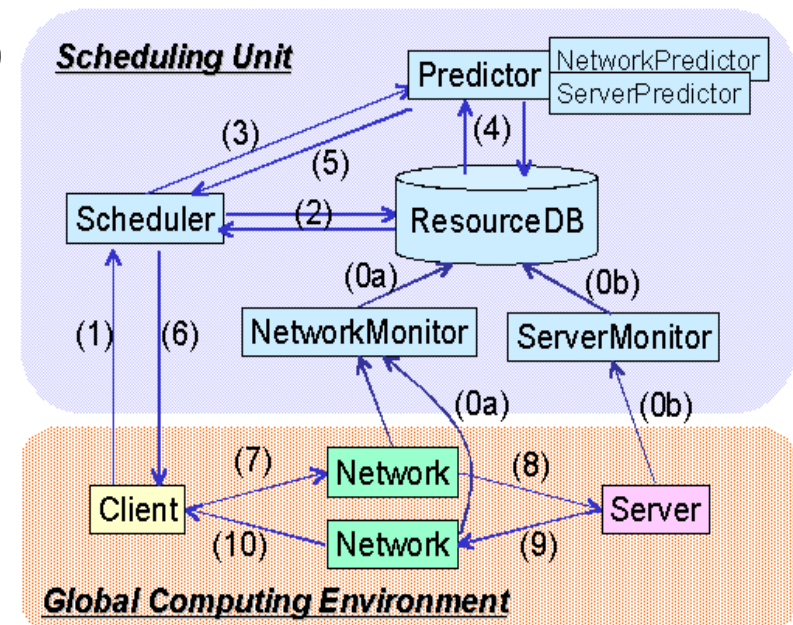 )
Scheduling Unit
Predictor
NetworkPredictor
ServerPredictor
(3)
(4)
(5)
Scheduler
(2)
ResourceDB
(0a)
(0b)
(1)
(6)
NetworkMonitor
ServerMonitor
(0a)
(0b)
(7)
Network
(8)
Client
Server
(10)
Network
(9)
Global Computing Environment